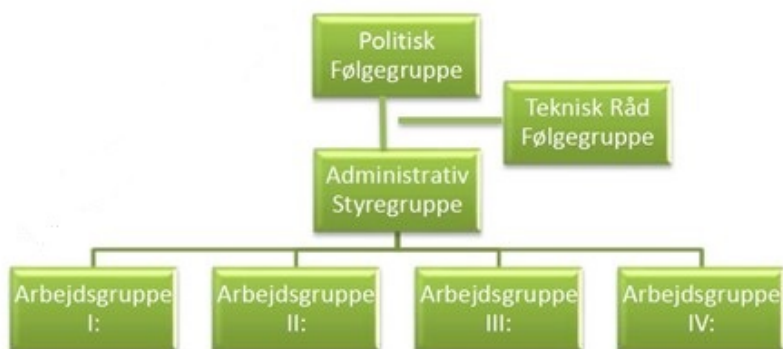 Politisk
Følgegruppe
Teknisk Råd
Følgegruppe
Administrativ
Styregruppe
Arbejdsgruppe
I:
Arbejdsgruppe
II:
Arbejdsgruppe
III:
Arbejdsgruppe
IV: